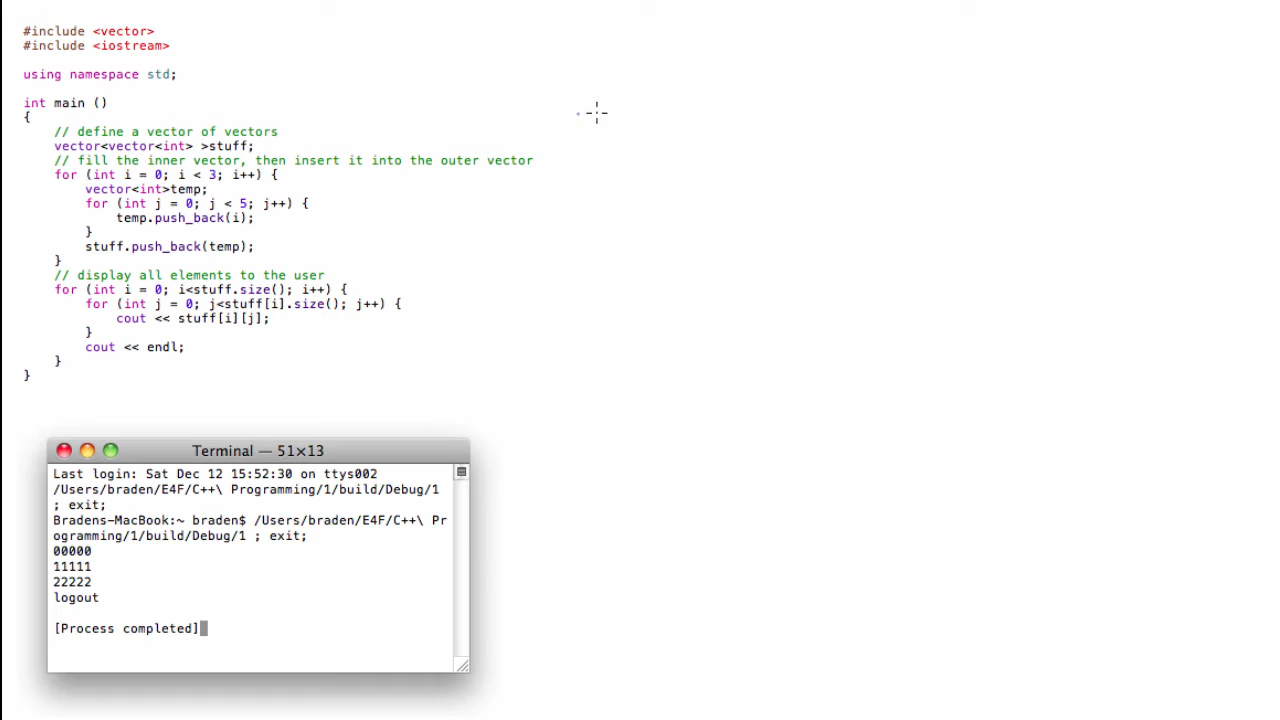 #include <vector>
#include <iostream>
using namespace std;
int main ()
{
    // define a vector of vectors
    vector<vector<int> >stuff;
    // fill the inner vector, then insert it into the outer vector
    for (int i = 0; i < 3; i++) {
        vector<int>temp;
        for (int j = 0; j < 5; j++) {
            temp.push_back(i);
        }
        stuff.push_back(temp);
    }
    // display all elements to the user
    for (int i = 0; i<stuff.size(); i++) {
        for (int j = 0; j<stuff[i].size(); j++) {
            cout << stuff[i][j];
        }
        cout << endl;
    }
}
Terminal — 51×13
Last login: Sat Dec 12 15:52:30 on ttys002
/Users/braden/E4F/C++\ Programming/1/build/Debug/1
; exit;
Bradens-MacBook:~ braden$ /Users/braden/E4F/C++\ Pr
ogramming/1/build/Debug/1 ; exit;
00000
11111
22222
logout
[Process completed]